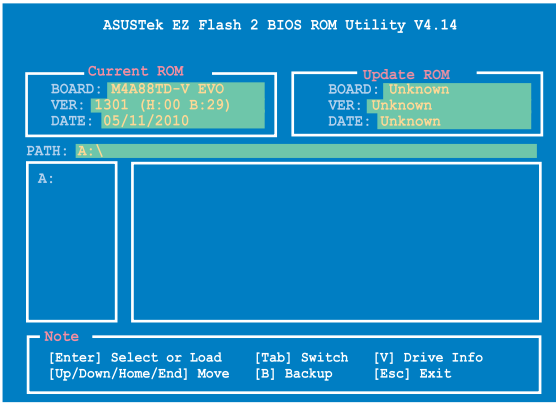 ASUSTek EZ Flash 2 BIOS ROM Utility V4.14
Current ROM
BOARD: M4A88TD-V EVO
VER: 1301 (H:00 B:29)
DATE: 05/11/2010
Update ROM
BOARD: Unknown
VER: Unknown
DATE: Unknown
PATH: A:\
A:
Note
[Enter] Select or Load [Tab] Switch [V] Drive Info
[Up/Down/Home/End] Move [B] Backup [Esc] Exit